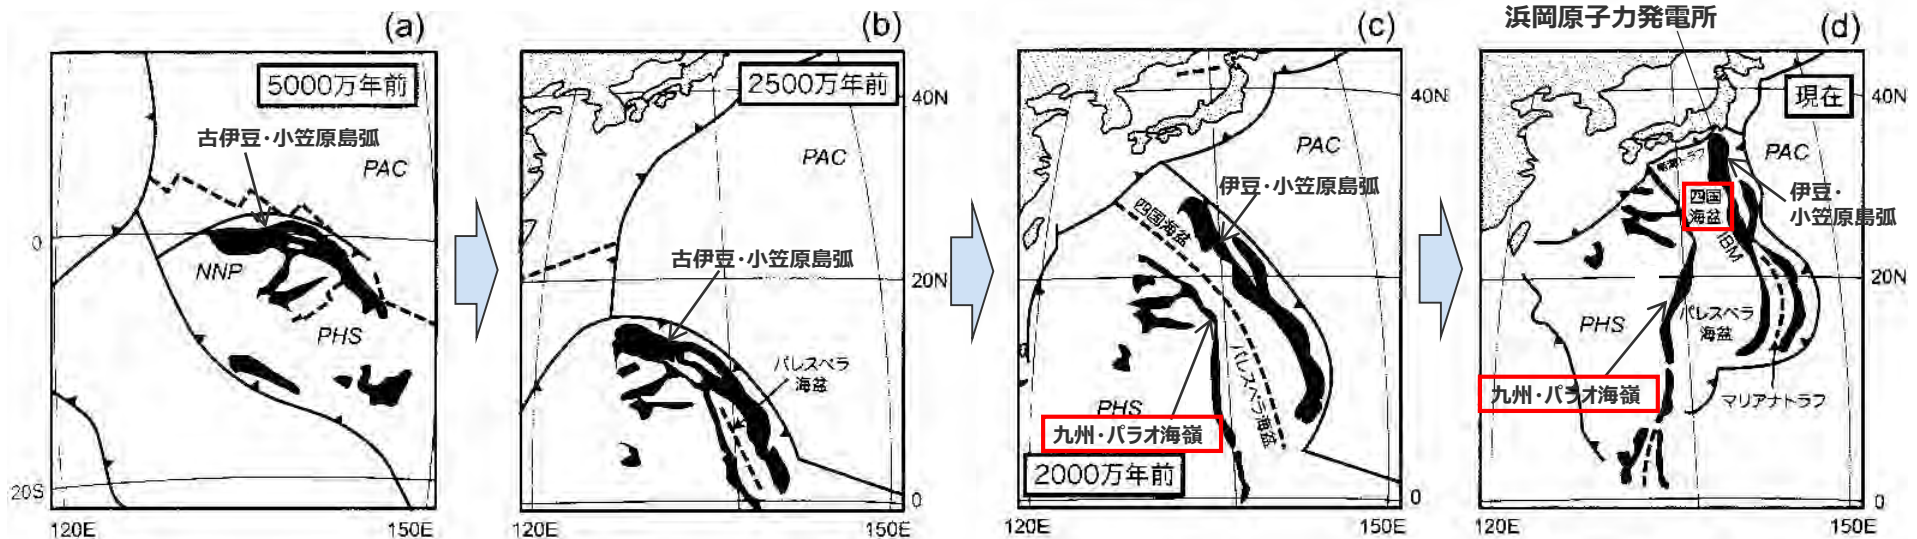 (a)
5000万年前
古伊豆・小笠原島弧
PAC
0
NNP
PHS
20S
120E
150E
(b)
2500万年前
40N
PAC
20N
古伊豆・小笠原島弧
パレスベラ
海盆
0
120E
150E
(c)
40N
PAC
伊豆・小笠原島弧
四国海盆
20N
パレスベラ海盆
PHS
九州・パラオ海嶺
2000万年前
0
120E
150E
浜岡原子力発電所
(d)
現在
40N
PAC
南海トラフ
四国
海盆
伊豆・
小笠原島弧
IBM
20N
PHS
パレスベラ
海盆
九州・パラオ海嶺
マリアナトラフ
0
120E
150E